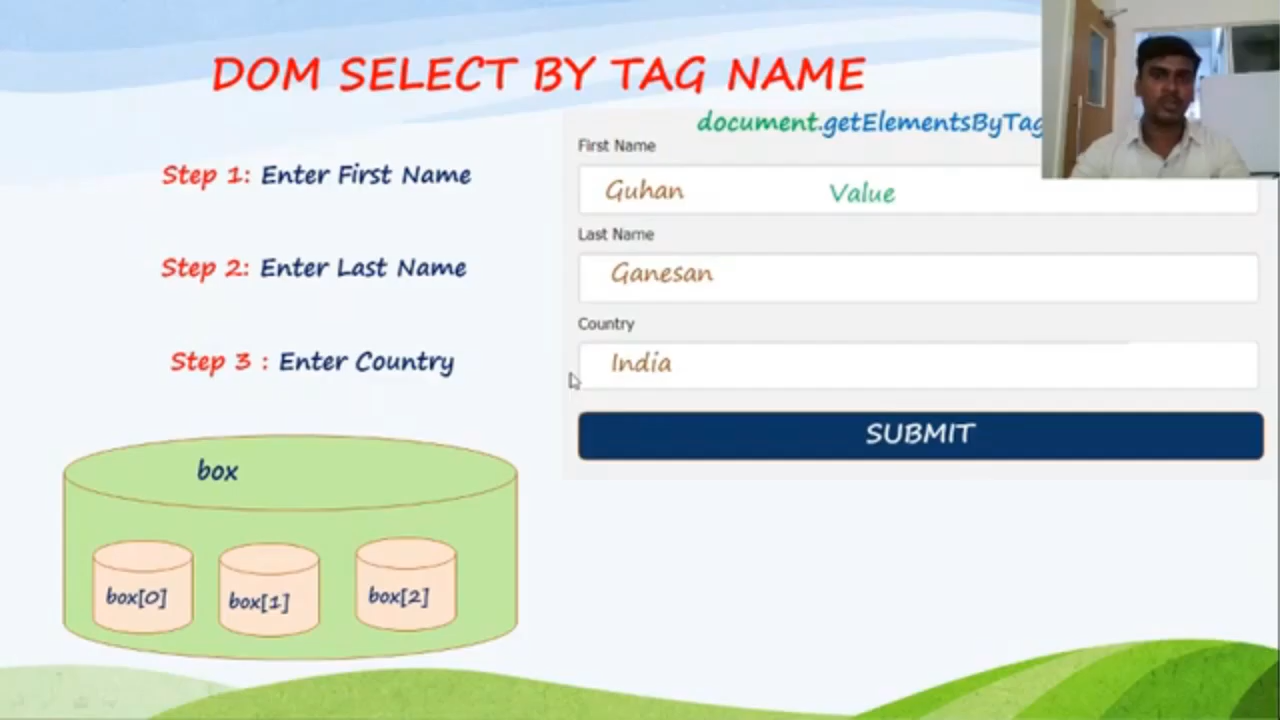 DOM SELECT BY TAG NAME
document.getElementsByTag
Step 1: Enter First Name
Step 2: Enter Last Name
Step 3 : Enter Country
First Name
Guhan Value
Last Name
Ganesan
Country
India
SUBMIT
box
box[0] box[1] box[2]